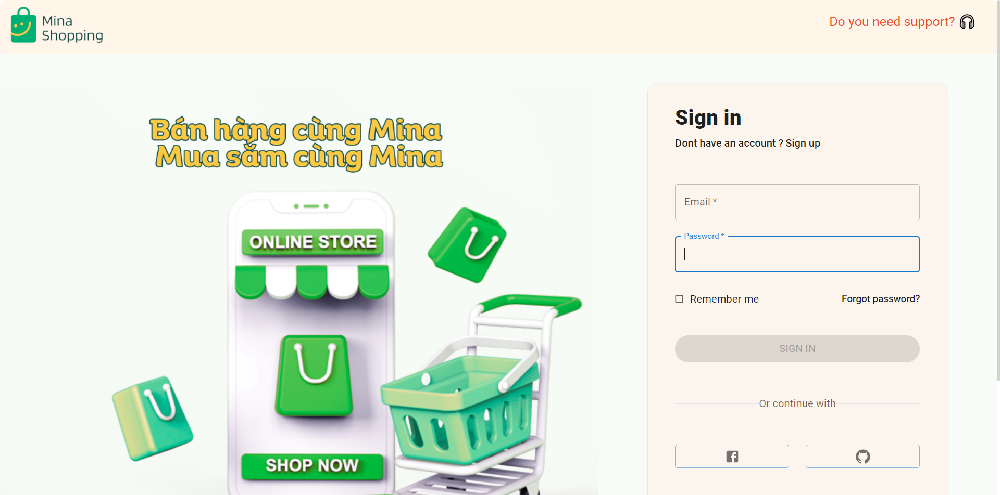 Mina
Shopping
Do you need support?
Bán hàng cùng Mina
Mua sắm cùng Mina
ONLINE STORE
SHOP NOW
Sign in
Dont have an account ? Sign up
Email *
Password *
Remember me
Forgot password?
SIGN IN
Or continue with